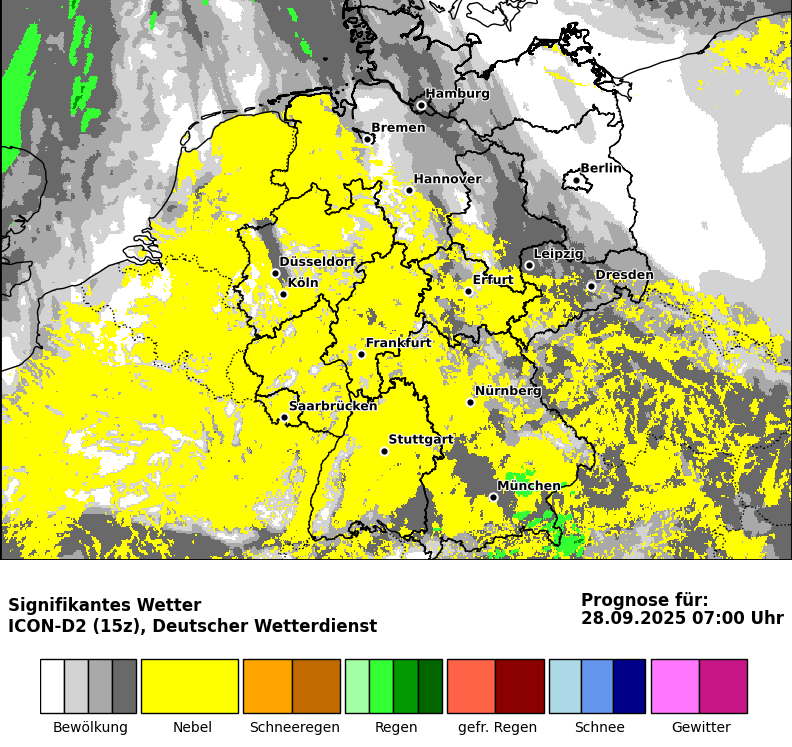 Hamburg
Bremen
Berlin
Hannover
Leipzig
Düsseldorf
Dresden
Köln
Erfurt
Frankfurt
Nürnberg
Saarbrücken
Stuttgart
München
Signifikantes Wetter
ICON-D2 (15z), Deutscher Wetterdienst
Prognose für:
28.09.2025 07:00 Uhr
Bewölkung Nebel Schneeregen Regen gefr. Regen Schnee Gewitter